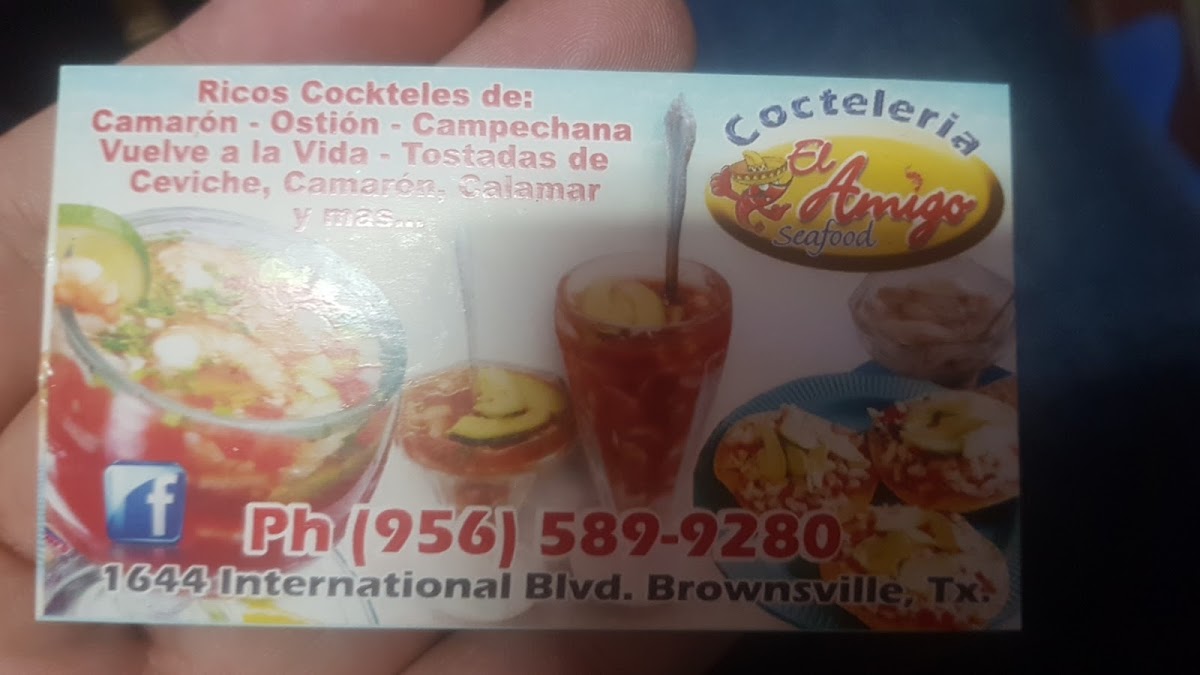 Ricos Cockteles de:
Camarón - Ostión - Campechana
Vuelve a la Vida - Tostadas de
Ceviche, Camarón, Calamar
y más...
Cocteleria
El
Amigo
Seafood
f
Ph (956) 589-9280
1644 International Blvd. Brownsville, Tx.